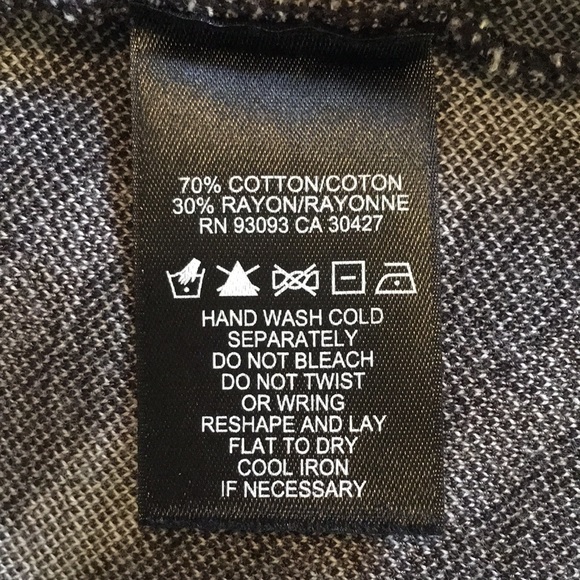 70% COTTON/COTON
30% RAYON/RAYONNE
RN 93093 CA 30427
HAND WASH COLD
SEPARATELY
DO NOT BLEACH
DO NOT TWIST
OR WRING
RESHAPE AND LAY
FLAT TO DRY
COOL IRON
IF NECESSARY